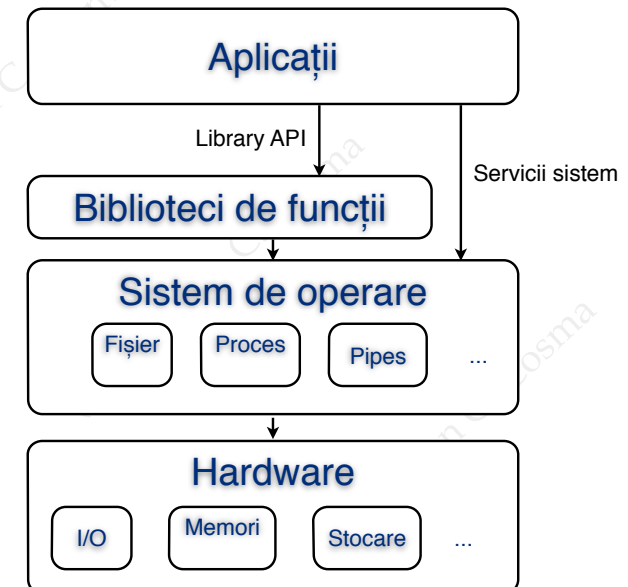 Aplicații
Library API
Servicii sistem
Biblioteci de funcții
Sistem de operare
Fișier
Proces
Pipes
...
Hardware
I/O
Memori
Stocare
...